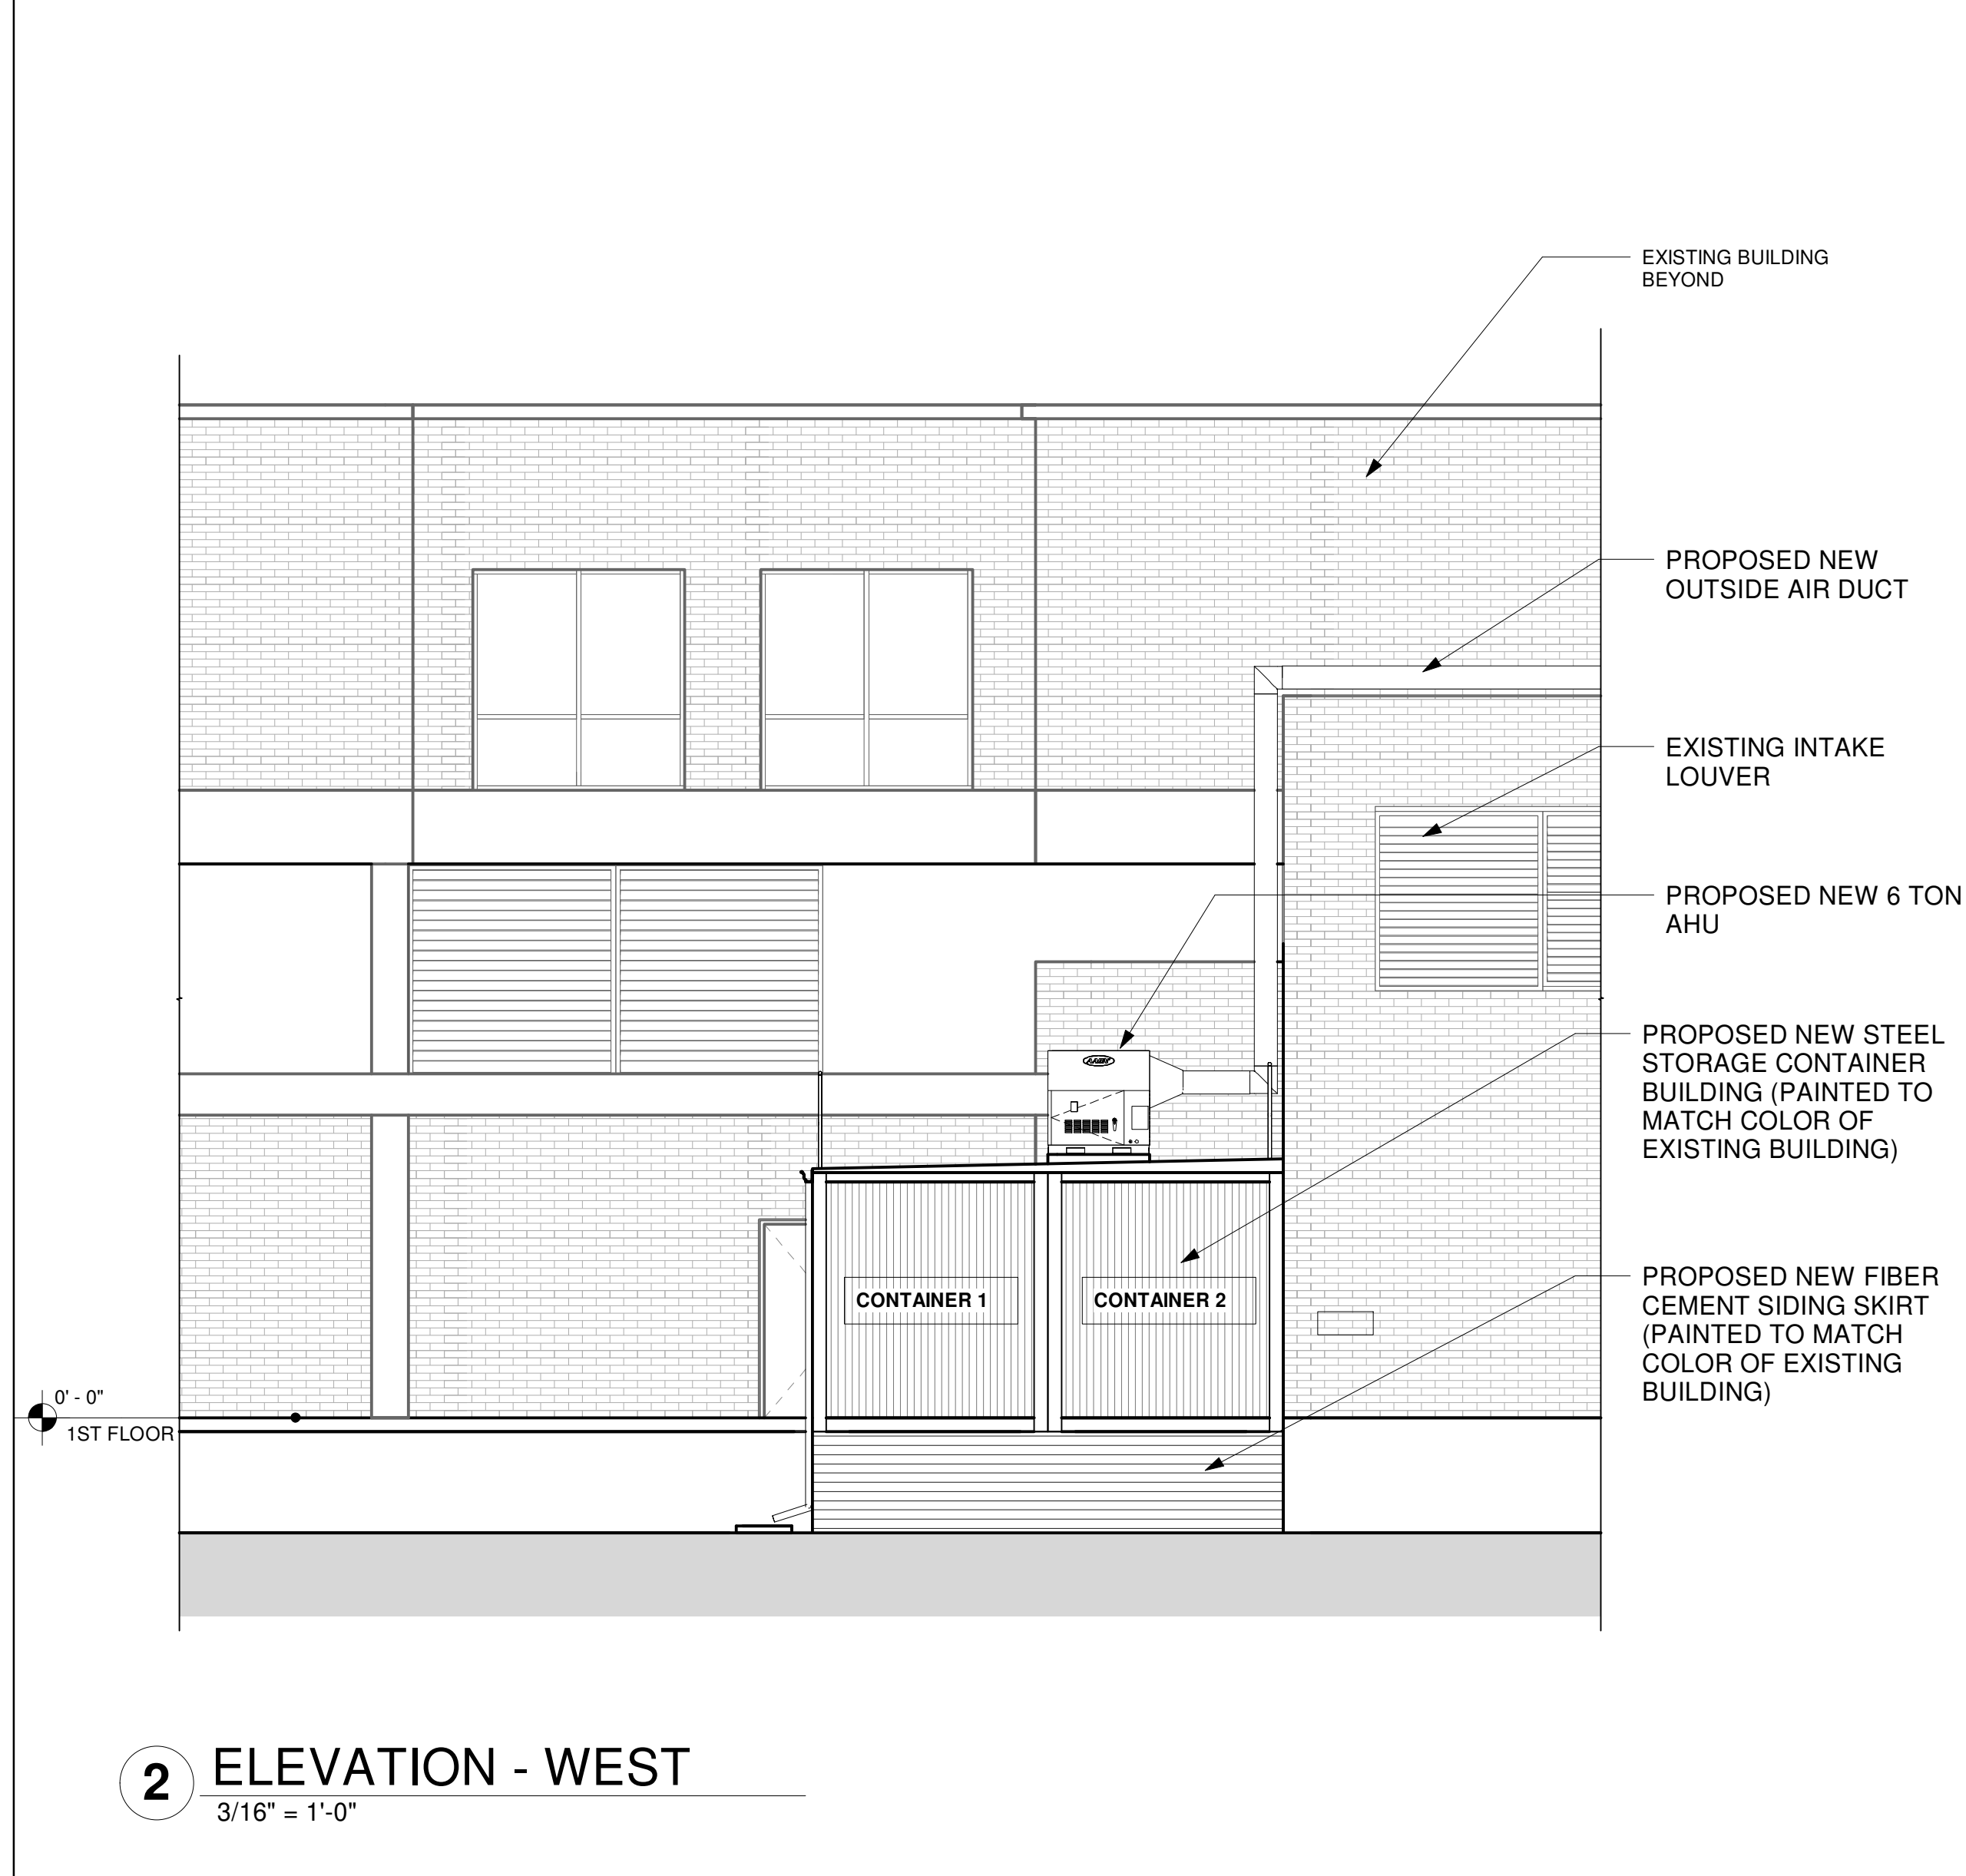 EXISTING BUILDING
BEYOND
PROPOSED NEW
OUTSIDE AIR DUCT
EXISTING INTAKE
LOUVER
PROPOSED NEW 6 TON
AHU
PROPOSED NEW STEEL
STORAGE CONTAINER
BUILDING (PAINTED TO
MATCH COLOR OF
EXISTING BUILDING)
CONTAINER 1
CONTAINER 2
PROPOSED NEW FIBER
CEMENT SIDING SKIRT
(PAINTED TO MATCH
COLOR OF EXISTING
BUILDING)
0' - 0"
1ST FLOOR
2
ELEVATION - WEST
3/16" = 1'-0"